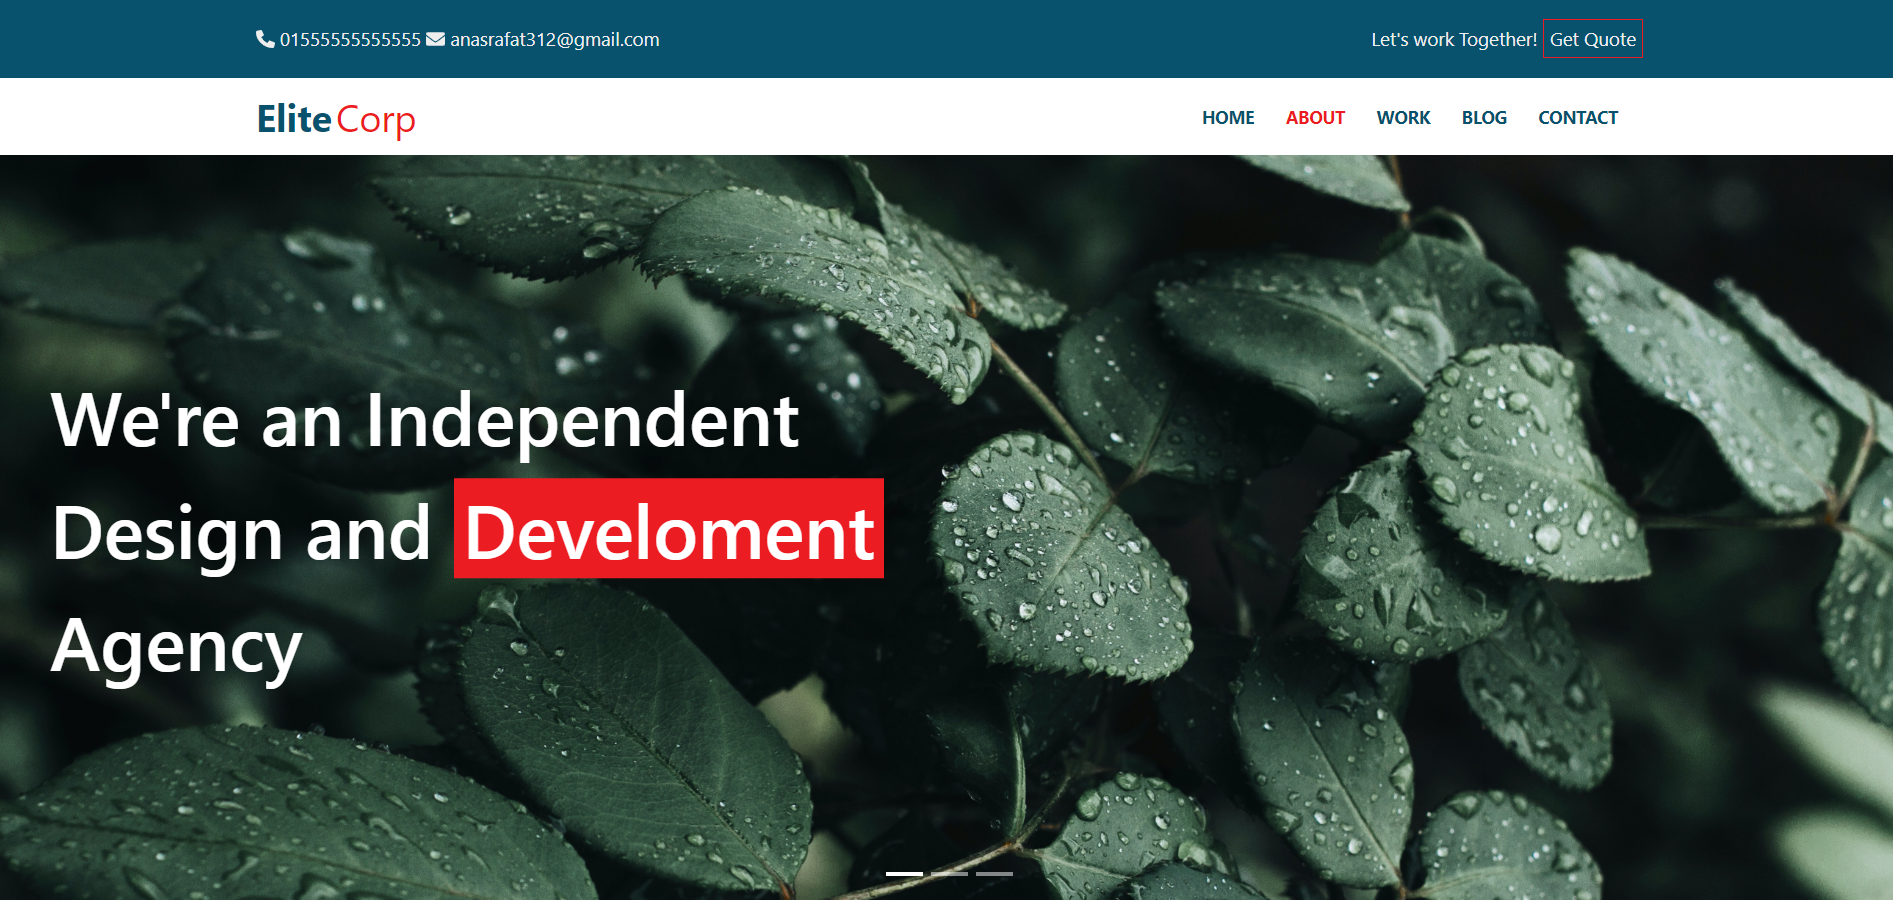 01555555555555 anasrafat312@gmail.com Let's work Together! Get Quote
Elite Corp HOME ABOUT WORK BLOG CONTACT
We're an Independent
Design and Develoment
Agency